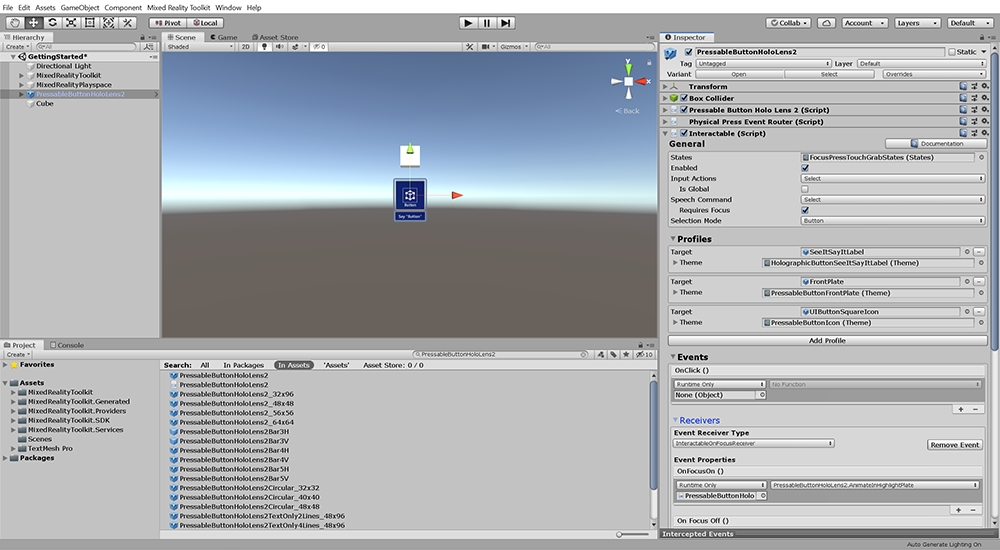 File Edit Assets GameObject Component Mixed Reality Toolkit Window Help
Pivot Local Collab Account Layers Default
Hierarchy
Create All
GettingStarted*
Directional Light
MixedRealityToolkit
MixedRealityPlayspace
PressableButtonHoloLens2
Cube
Scene Game Asset Store
Shaded 2D 0 Gizmos All
y
x
Back
Button
Say "Button"
Project Console
Create PressableButtonHoloLens2 10
Favorites
Assets
MixedRealityToolkit
MixedRealityToolkit.Generated
MixedRealityToolkit.Providers
MixedRealityToolkit.SDK
MixedRealityToolkit.Services
Scenes
TextMesh Pro
Packages
Search: All In Packages In Assets 'Assets' Asset Store: 0 / 0
PressableButtonHoloLens2
PressableButtonHoloLens2
PressableButtonHoloLens2_32x96
PressableButtonHoloLens2_48x48
PressableButtonHoloLens2_56x56
PressableButtonHoloLens2_64x64
PressableButtonHoloLens2Bar3H
PressableButtonHoloLens2Bar3V
PressableButtonHoloLens2Bar4H
PressableButtonHoloLens2Bar4V
PressableButtonHoloLens2Bar5H
PressableButtonHoloLens2Bar5V
PressableButtonHoloLens2Circular_32x32
PressableButtonHoloLens2Circular_40x40
PressableButtonHoloLens2Circular_48x48
PressableButtonHoloLens2TextOnly2Lines_48x96
PressableButtonHoloLens2TextOnly4Lines_48x96
Inspector
PressableButtonHoloLens2 Static
Tag Untagged Layer Default
Variant Open Select Overrides
Transform
Box Collider
Pressable Button Holo Lens 2 (Script)
Physical Press Event Router (Script)
Interactable (Script)
General Documentation
States FocusPressTouchGrabStates (States)
Enabled
Input Actions Select
Is Global
Speech Command Select
Requires Focus
Selection Mode Button
Profiles
Target SeeItSayItLabel
Theme HolographicButtonSeeItSayItLabel (Theme)
Target FrontPlate
Theme PressableButtonFrontPlate (Theme)
Target UIButtonSquareIcon
Theme PressableButtonIcon (Theme)
Add Profile
Events
OnClick ()
Runtime Only No Function
None (Object)
Receivers
Event Receiver Type
InteractableOnFocusReceiver Remove Event
Event Properties
OnFocusOn ()
Runtime Only PressableButtonHoloLens2.AnimateInHighlightPlate
PressableButtonHolo
On Focus Off ()
Intercepted Events
Auto Generate Lighting On